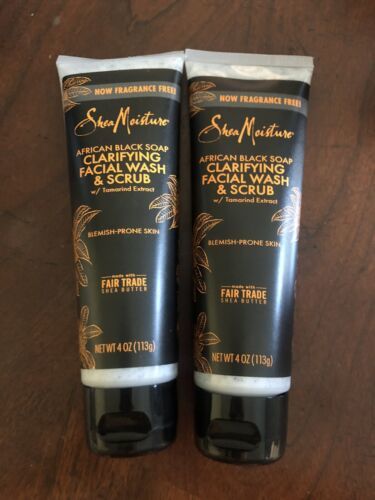 NOW FRAGRANCE FREE!
SheaMoisture
AFRICAN BLACK SOAP
CLARIFYING
FACIAL WASH
& SCRUB
w/ Tamarind Extract
BLEMISH-PRONE SKIN
made with
FAIR TRADE
SHEA BUTTER
NET WT 4 OZ (113g)
NOW FRAGRANCE FREE!
SheaMoisture
AFRICAN BLACK SOAP
CLARIFYING
FACIAL WASH
& SCRUB
w/ Tamarind Extract
BLEMISH-PRONE SKIN
made with
FAIR TRADE
SHEA BUTTER
NET WT 4 OZ (113g)